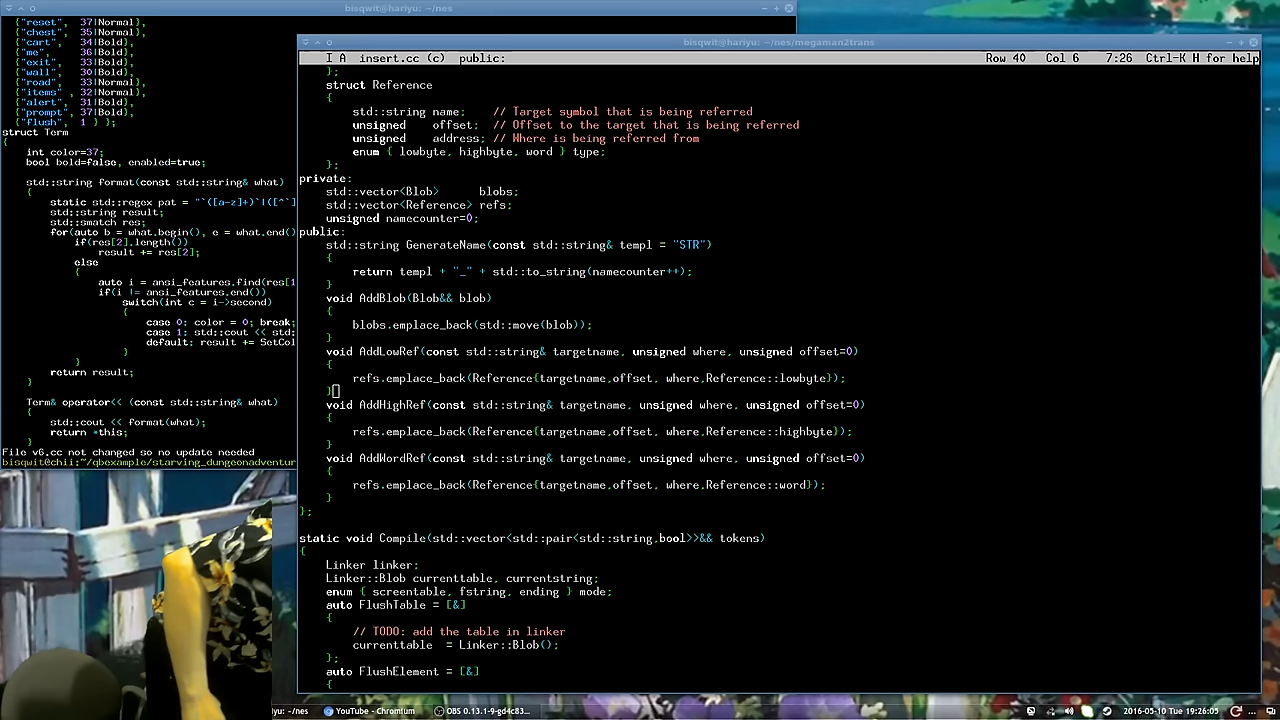 bisqwit@hariyu: ~/nes
{"reset", 37|Normal},
{"chest", 35|Normal},
{"cart", 34|Bold},
{"me", 36|Bold},
{"exit", 33|Bold},
{"wall", 30|Bold},
{"road", 33|Normal},
{"items" , 32|Normal},
{"alert", 31|Bold},
{"prompt", 37|Bold},
{"flush", 1 } };
struct Term
{
int color=37;
bool bold=false, enabled=true;
std::string format(const std::string& what)
{
static std::regex pat = "`([a-z]+)`|([^`]
std::string result;
std::smatch res;
for(auto b = what.begin(), e = what.end()
if(res[2].length())
result += res[2];
else
{
auto i = ansi_features.find(res[1
if(i != ansi_features.end())
switch(int c = i->second)
{
case 0: color = 0; break;
case 1: std::cout << std:
default: result += SetCol
}
}
return result;
}
Term& operator<< (const std::string& what)
{
std::cout << format(what);
return *this;
}
File v6.cc not changed so no update needed
bisqwit@chii:~/qbexample/starving_dungeonadventur
bisqwit@hariyu: ~/nes/megaman2trans
I A insert.cc (c) public: Row 40 Col 6 7:26 Ctrl-K H for help
};
struct Reference
{
std::string name; // Target symbol that is being referred
unsigned offset; // Offset to the target that is being referred
unsigned address; // Where is being referred from
enum { lowbyte, highbyte, word } type;
};
private:
std::vector<Blob> blobs;
std::vector<Reference> refs;
unsigned namecounter=0;
public:
std::string GenerateName(const std::string& templ = "STR")
{
return templ + "_" + std::to_string(namecounter++);
}
void AddBlob(Blob&& blob)
{
blobs.emplace_back(std::move(blob));
}
void AddLowRef(const std::string& targetname, unsigned where, unsigned offset=0)
{
refs.emplace_back(Reference{targetname,offset, where,Reference::lowbyte});
}
void AddHighRef(const std::string& targetname, unsigned where, unsigned offset=0)
{
refs.emplace_back(Reference{targetname,offset, where,Reference::highbyte});
}
void AddWordRef(const std::string& targetname, unsigned where, unsigned offset=0)
{
refs.emplace_back(Reference{targetname,offset, where,Reference::word});
}
};
static void Compile(std::vector<std::pair<std::string,bool>>&& tokens)
{
Linker linker;
Linker::Blob currenttable, currentstring;
enum { screentable, fstring, ending } mode;
auto FlushTable = [&]
{
// TODO: add the table in linker
currenttable = Linker::Blob();
};
auto FlushElement = [&]
{
iyu: ~/nes YouTube - Chromium OBS 0.13.1-9-gd4c83... 2016-05-10 Tue 19:26:05